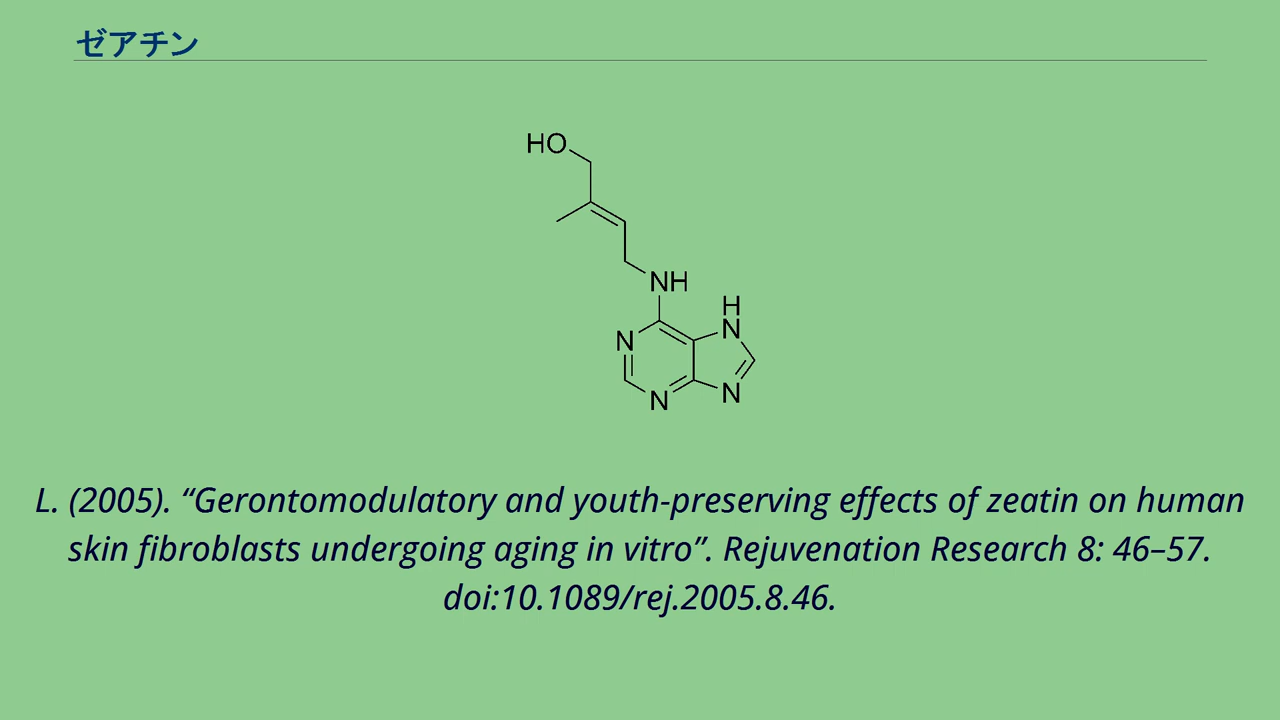 ゼアチン
HO
NH
H
N
N
N
N
L. (2005). “Gerontomodulatory and youth-preserving effects of zeatin on human
skin fibroblasts undergoing aging in vitro”. Rejuvenation Research 8: 46–57.
doi:10.1089/rej.2005.8.46.